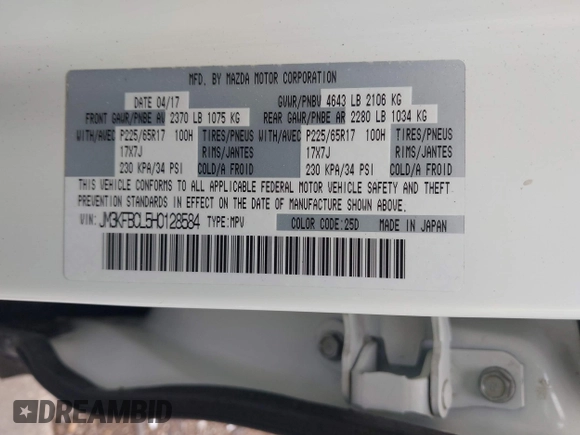 MFD. BY MAZDA MOTOR CORPORATION
DATE 04/17 GVWR/PNBV 4643 LB 2106 KG
FRONT GAWR/PNBE AV 2370 LB 1075 KG REAR GAWR/PNBE AR 2280 LB 1034 KG
WITH/AVEC P225/65R17 100H TIRES/PNEUS WITH/AVEC P225/65R17 100H TIRES/PNEUS
17X7J RIMS/JANTES 17X7J RIMS/JANTES
230 KPA/34 PSI COLD/A FROID 230 KPA/34 PSI COLD/A FROID
THIS VEHICLE CONFORMS TO ALL APPLICABLE FEDERAL MOTOR VEHICLE SAFETY AND THEFT
PREVENTION STANDARDS IN EFFECT ON THE DATE OF MANUFACTURE SHOWN ABOVE.
VIN: JM3KFBCL5H0128584 TYPE:MPV COLOR CODE:25D MADE IN JAPAN
DREAMBID